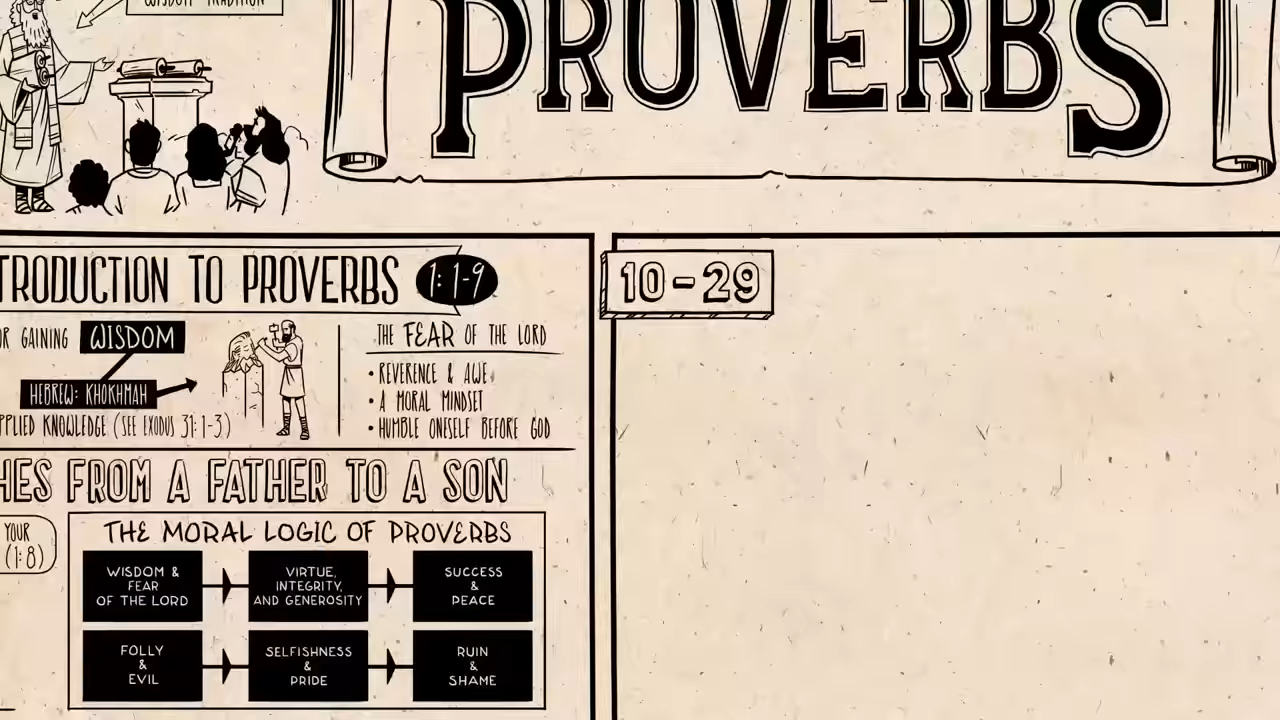 WISDOM TRADITION
PROVERBS
TRODUCTION TO PROVERBS 1:1-9
10-29
OR GAINING WISDOM
HEBREW: KHOKHMAH
PPLIED KNOWLEDGE (SEE EXODUS 31:1-3)
THE FEAR OF THE LORD
• REVERENCE & AWE
• A MORAL MINDSET
• HUMBLE ONESELF BEFORE GOD
HES FROM A FATHER TO A SON
YOUR
(1:8)
THE MORAL LOGIC OF PROVERBS
WISDOM &
FEAR
OF THE LORD
VIRTUE,
INTEGRITY,
AND GENEROSITY
SUCCESS
&
PEACE
FOLLY
&
EVIL
SELFISHNESS
&
PRIDE
RUIN
&
SHAME